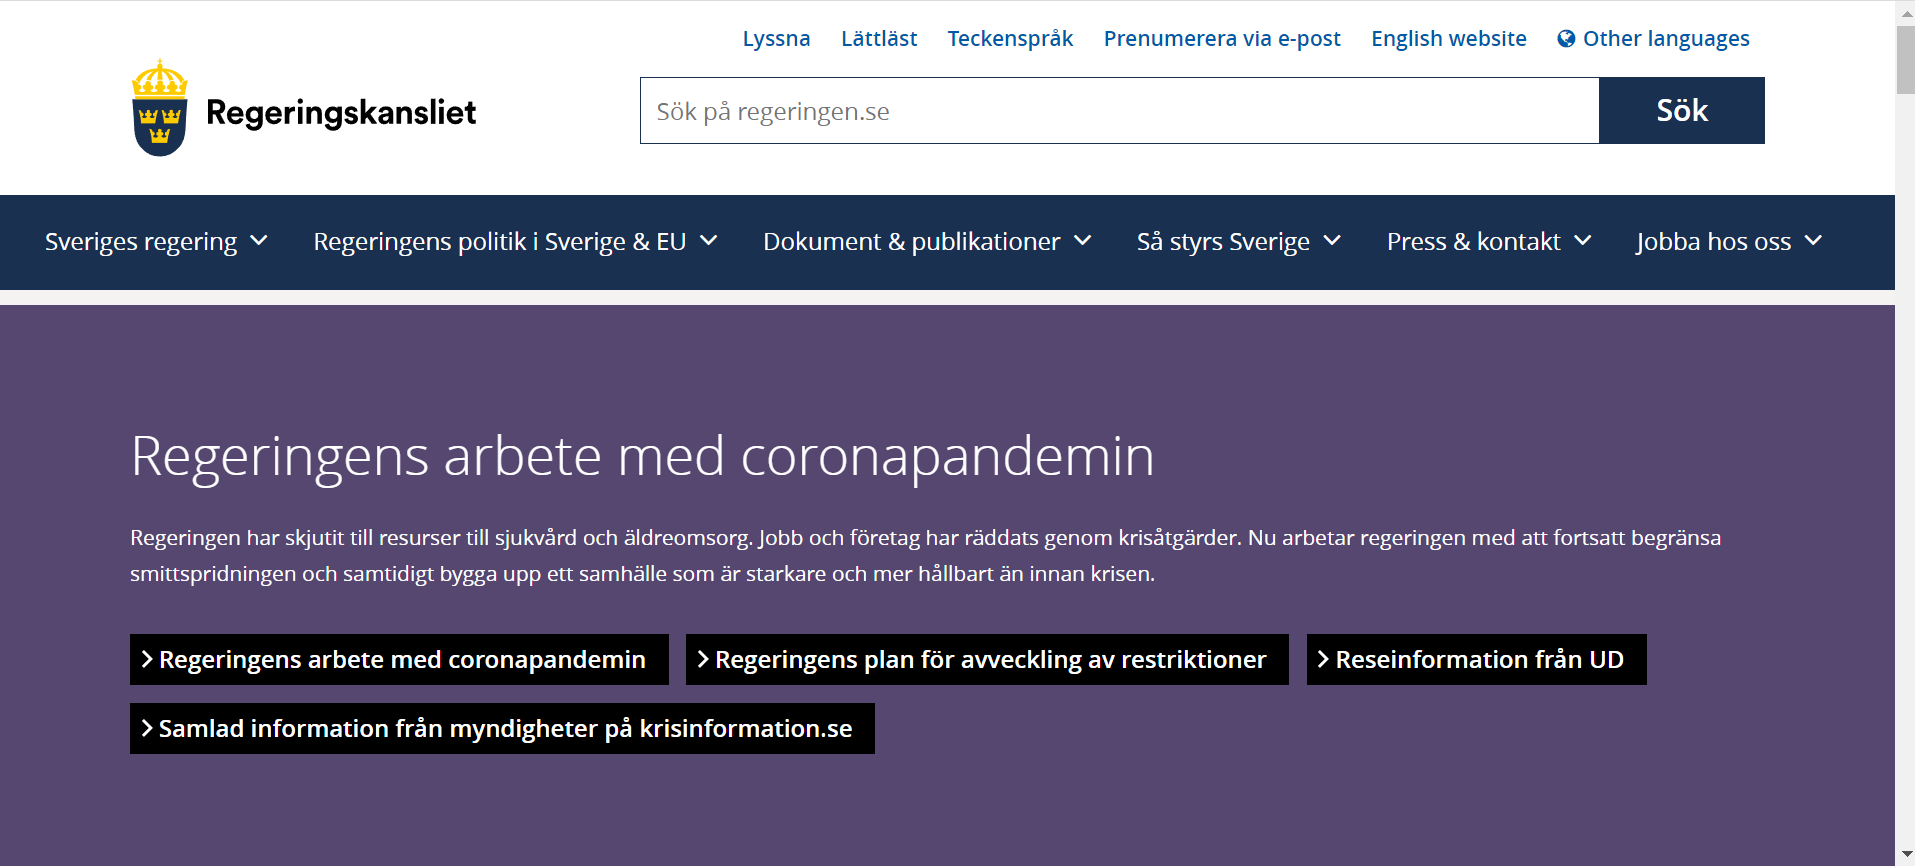 Lyssna Lättläst Teckenspråk Prenumerera via e-post English website Other languages
Regeringskansliet
Sök på regeringen.se Sök
Sveriges regering Regeringens politik i Sverige & EU Dokument & publikationer Så styrs Sverige Press & kontakt Jobba hos oss
Regeringens arbete med coronapandemin
Regeringen har skjutit till resurser till sjukvård och äldreomsorg. Jobb och företag har räddats genom krisåtgärder. Nu arbetar regeringen med att fortsatt begränsa
smittspridningen och samtidigt bygga upp ett samhälle som är starkare och mer hållbart än innan krisen.
Regeringens arbete med coronapandemin Regeringens plan för avveckling av restriktioner Reseinformation från UD
Samlad information från myndigheter på krisinformation.se